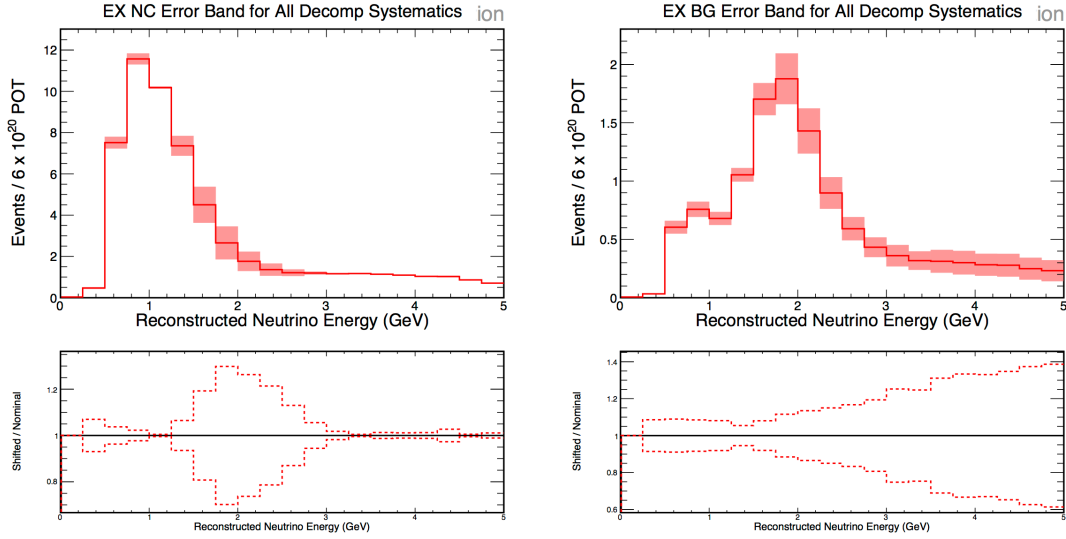 EX NC Error Band for All Decomp Systematics
ion
Events / 6 x 10^20 POT
12
10
8
6
4
2
0
0 1 2 3 4 5
Reconstructed Neutrino Energy (GeV)
EX BG Error Band for All Decomp Systematics
ion
Events / 6 x 10^20 POT
2
1.5
1
0.5
0
0 1 2 3 4 5
Reconstructed Neutrino Energy (GeV)
Shifted / Nominal
1.2
1
0.8
0 1 2 3 4 5
Reconstructed Neutrino Energy (GeV)
Shifted / Nominal
1.4
1.2
1
0.8
0.6
0 1 2 3 4 5
Reconstructed Neutrino Energy (GeV)